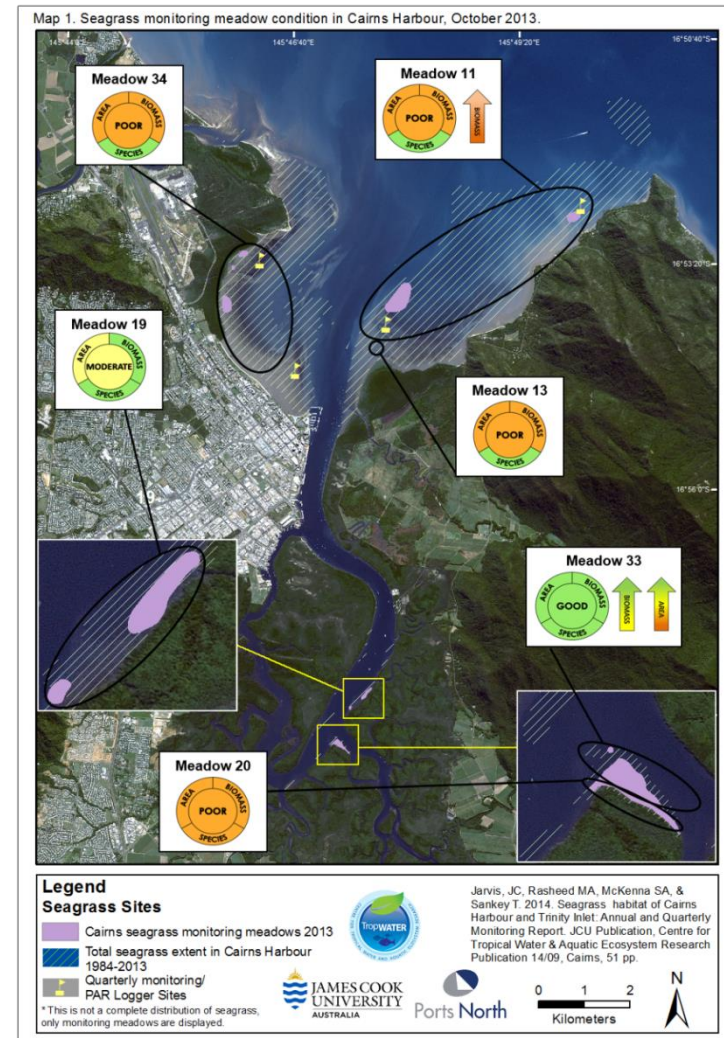 Map 1. Seagrass monitoring meadow condition in Cairns Harbour, October 2013.
145°46'40"E
145°49'20"E
16°50'40"S
Meadow 34
AREA
BIOMASS
POOR
SPECIES
Meadow 11
AREA
BIOMASS
POOR
SPECIES
BIOMASS
16°53'20"S
Meadow 19
AREA
BIOMASS
MODERATE
SPECIES
Meadow 13
AREA
BIOMASS
POOR
SPECIES
16°56'0"S
Meadow 33
AREA
BIOMASS
GOOD
SPECIES
BIOMASS
AREA
Meadow 20
AREA
BIOMASS
POOR
SPECIES
Legend
Seagrass Sites
Cairns seagrass monitoring meadows 2013
Total seagrass extent in Cairns Harbour
1984-2013
Quarterly monitoring/
PAR Logger Sites
* This is not a complete distribution of seagrass,
only monitoring meadows are displayed.
TropWATER
JAMES COOK
UNIVERSITY
AUSTRALIA
Ports North
Jarvis, JC, Rasheed MA, McKenna SA, &
Sankey T. 2014. Seagrass habitat of Cairns
Harbour and Trinity Inlet: Annual and Quarterly
Monitoring Report. JCU Publication, Centre for
Tropical Water & Aquatic Ecosystem Research
Publication 14/09, Cairns, 51 pp.
0 1 2
Kilometers
N